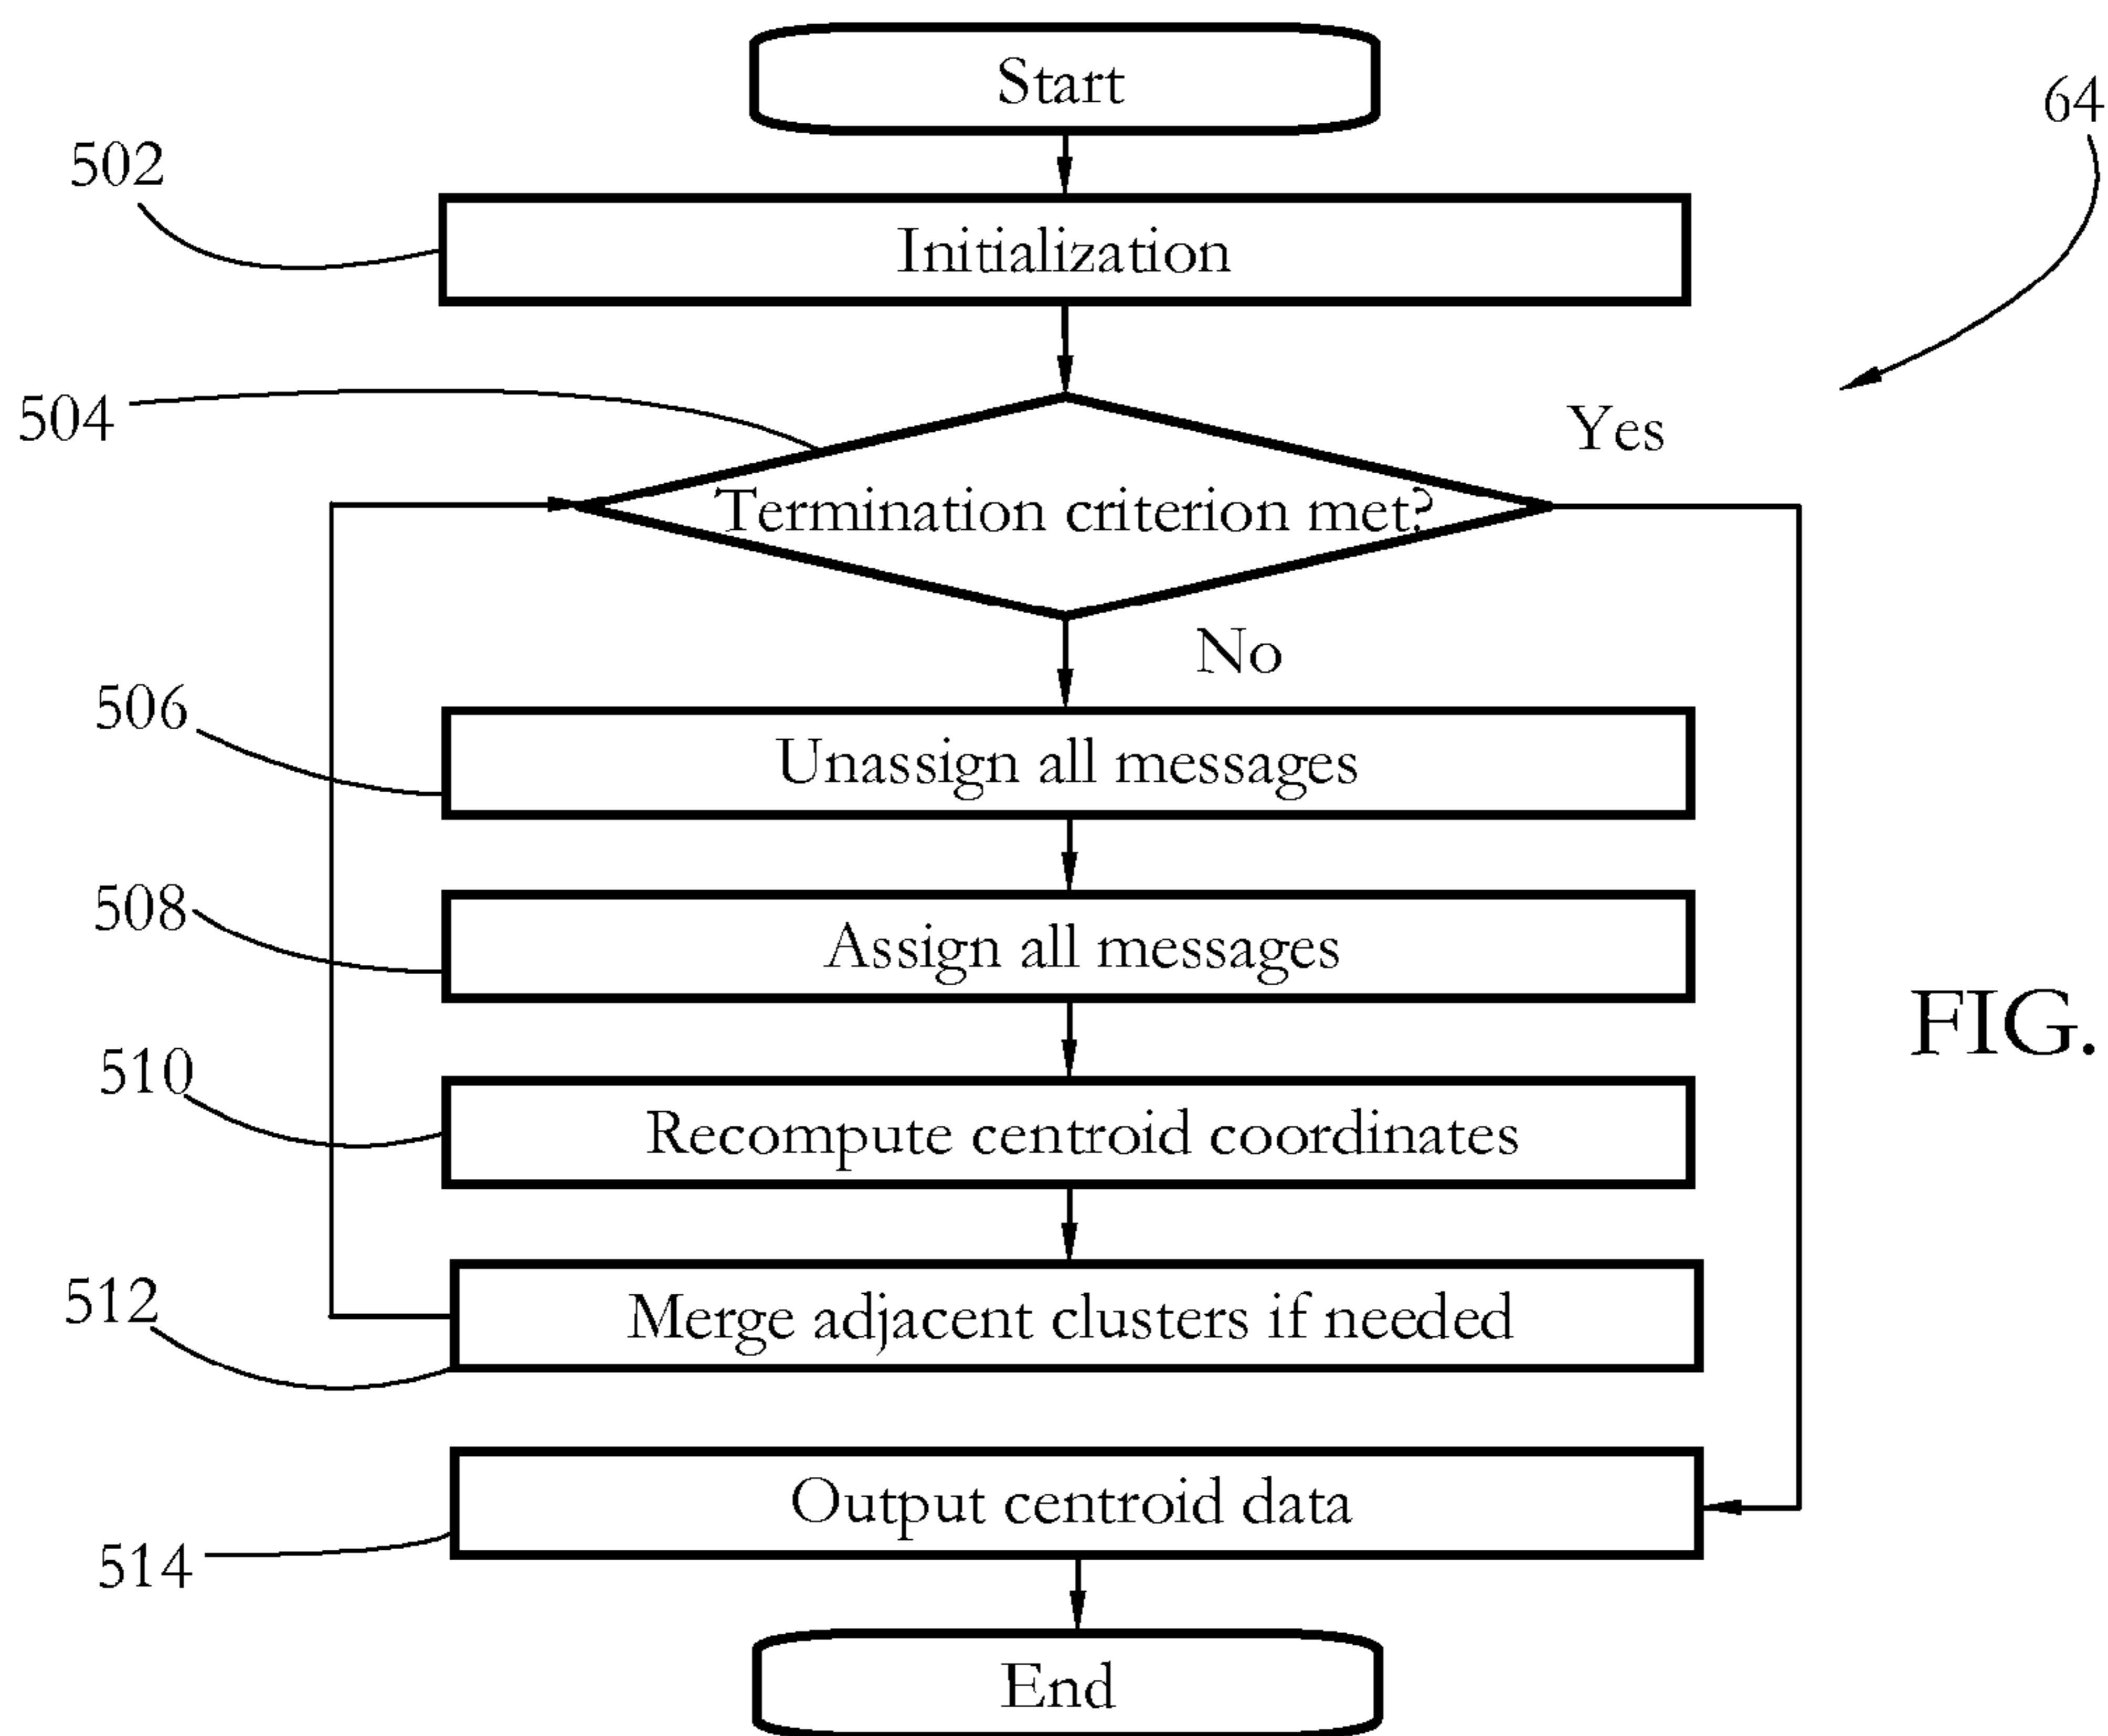 Start
64
502
Initialization
504
Yes
Termination criterion met?
No
506
Unassign all messages
508
Assign all messages
FIG.
510
Recompute centroid coordinates
512
Merge adjacent clusters if needed
Output centroid data
514
End